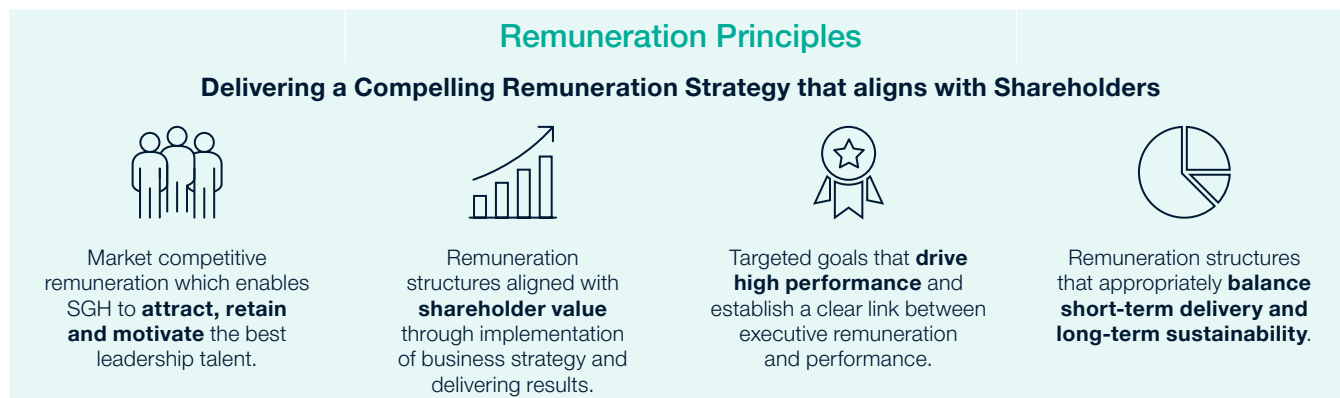 Remuneration Principles
Delivering a Compelling Remuneration Strategy that aligns with Shareholders
Market competitive
remuneration which enables
SGH to attract, retain
and motivate the best
leadership talent.
Remuneration
structures aligned with
shareholder value
through implementation
of business strategy and
delivering results.
Targeted goals that drive
high performance and
establish a clear link between
executive remuneration
and performance.
Remuneration structures
that appropriately balance
short-term delivery and
long-term sustainability.